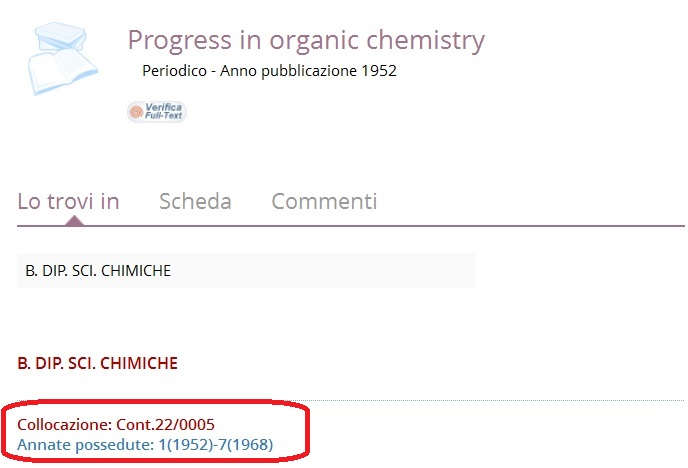 Progress in organic chemistry
Periodico - Anno pubblicazione 1952
Verifica
Full-Text
Lo trovi in Scheda Commenti
B. DIP. SCI. CHIMICHE
B. DIP. SCI. CHIMICHE
Collocazione: Cont.22/0005
Annate possedute: 1(1952)-7(1968)